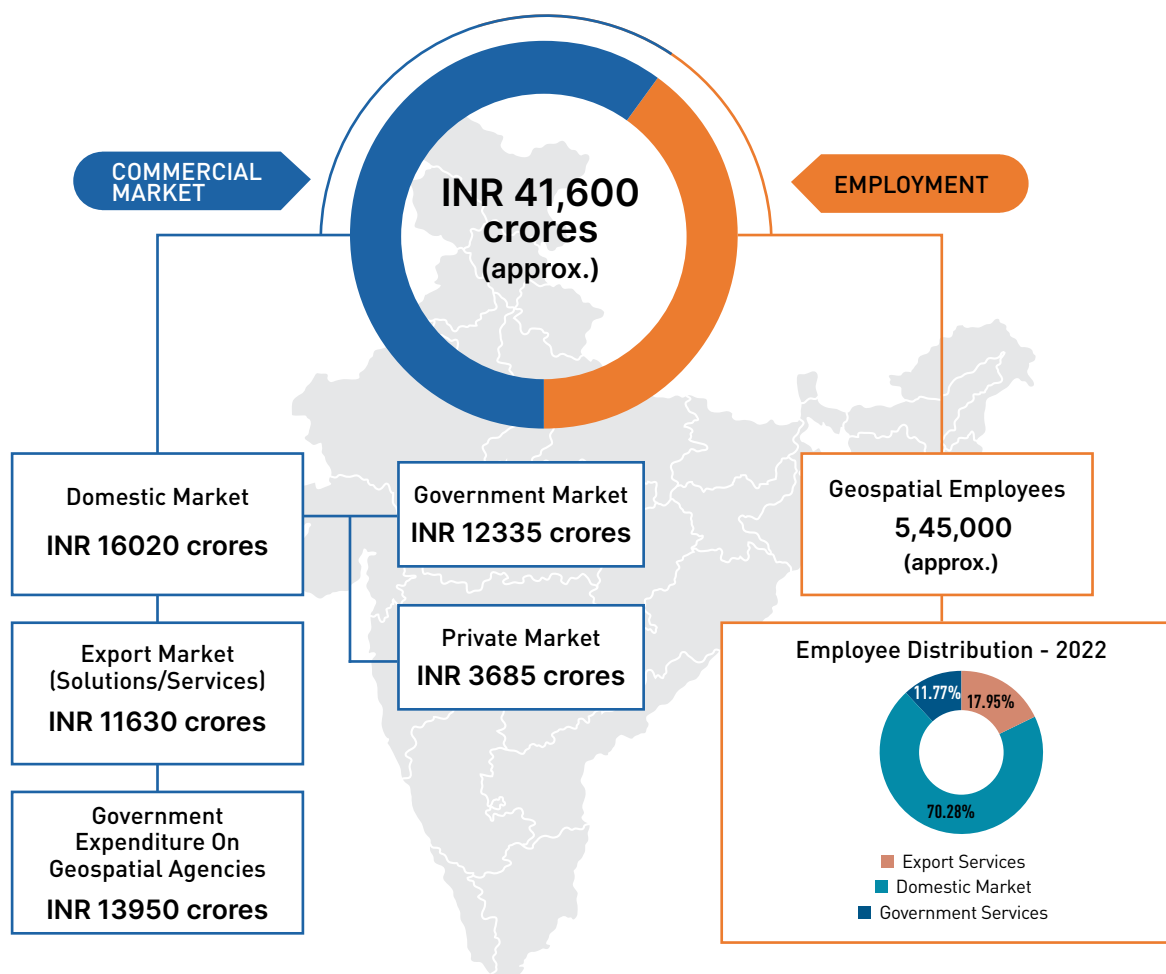 COMMERCIAL
MARKET
INR 41,600
crores
(approx.)
EMPLOYMENT
Domestic Market
INR 16020 crores
Government Market
INR 12335 crores
Private Market
INR 3685 crores
Export Market
(Solutions/Services)
INR 11630 crores
Government
Expenditure On
Geospatial Agencies
INR 13950 crores
Geospatial Employees
5,45,000
(approx.)
Employee Distribution - 2022
11.77%
17.95%
70.28%
Export Services
Domestic Market
Government Services